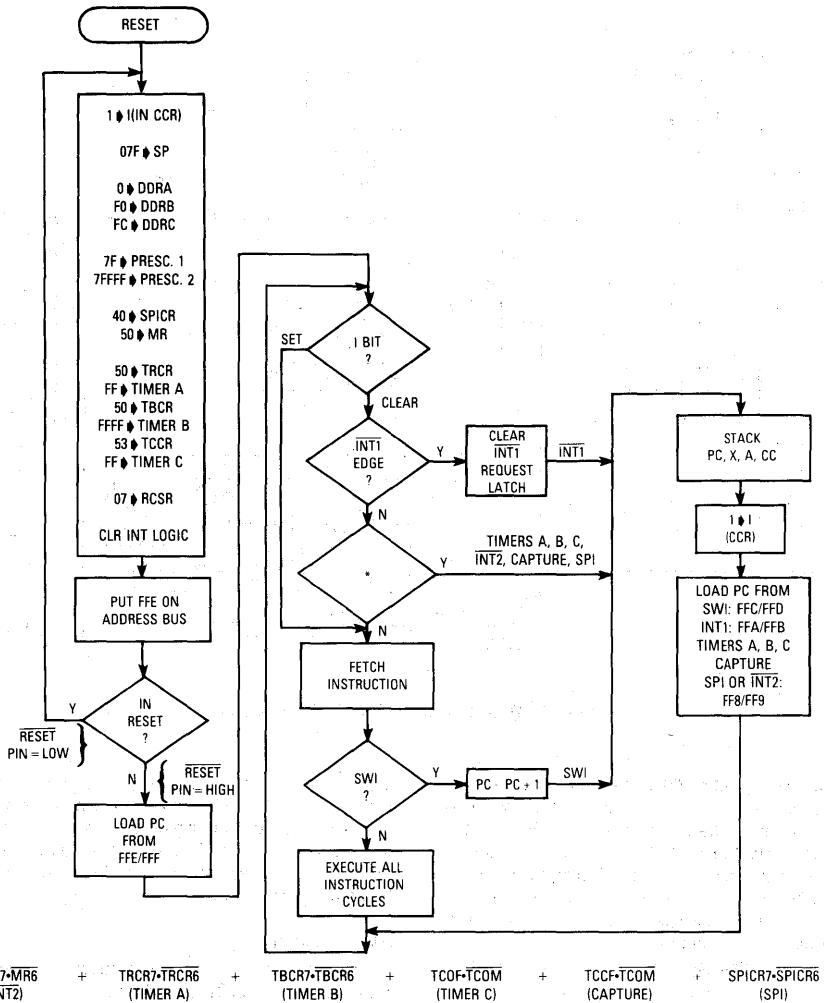 RESET
1 ➧ I(IN CCR)
07F ➧ SP
0 ➧ DDRA
F0 ➧ DDRB
FC ➧ DDRC
7F ➧ PRESC. 1
7FFFF ➧ PRESC. 2
40 ➧ SPICR
50 ➧ MR
50 ➧ TRCR
FF ➧ TIMER A
50 ➧ TBCR
FFFF ➧ TIMER B
53 ➧ TCCR
FF ➧ TIMER C
07 ➧ RCSR
CLR INT LOGIC
PUT FFE ON
ADDRESS BUS
IN
RESET
?
Y
RESET
PIN = LOW
N
RESET
PIN = HIGH
LOAD PC
FROM
FFE/FFF
I BIT
?
SET
CLEAR
INT1
EDGE
?
Y
N
CLEAR
INT1
REQUEST
LATCH
INT1
*
Y
TIMERS A, B, C,
INT2, CAPTURE, SPI
N
FETCH
INSTRUCTION
SWI
?
Y
PC PC + 1
SWI
N
EXECUTE ALL
INSTRUCTION
CYCLES
STACK
PC, X, A, CC
1 ➧ I
(CCR)
LOAD PC FROM
SWI: FFC/FFD
INT1: FFA/FFB
TIMERS A, B, C
CAPTURE
SPI OR INT2:
FF8/FF9
7•MR6 + TRCR7•TRCR6 + TBCR7•TBCR6 + TCOF•TCOM + TCCF•TCOM + SPICR7•SPICR6
NT2) (TIMER A) (TIMER B) (TIMER C) (CAPTURE) (SPI)